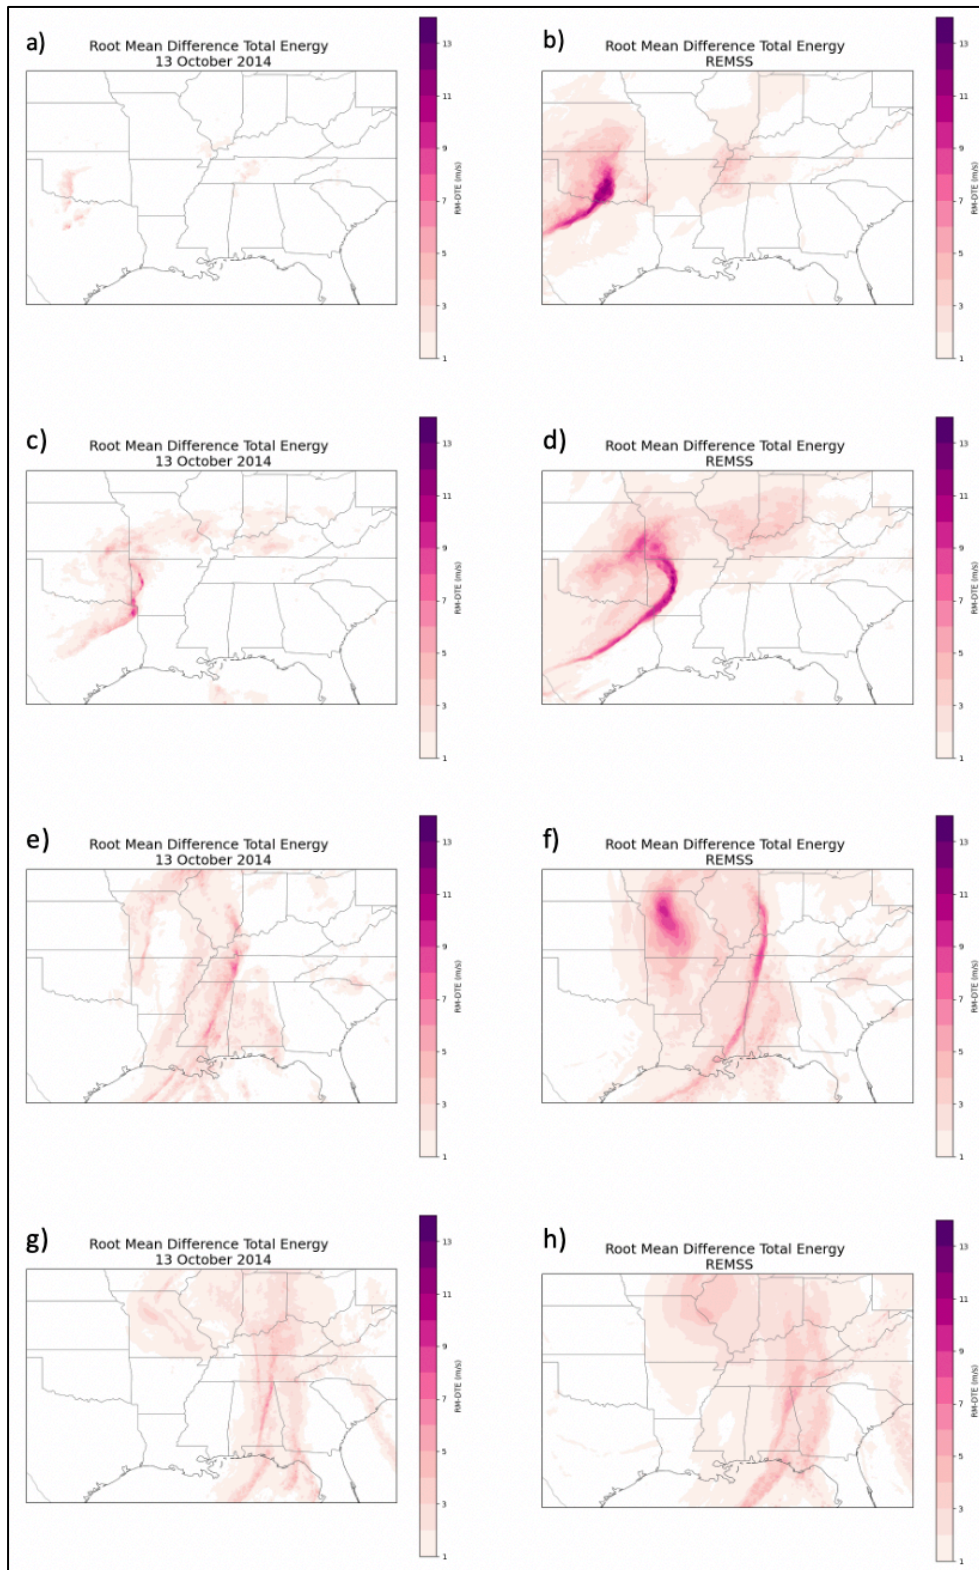 a)
Root Mean Difference Total Energy
13 October 2014
13
11
9
7
5
3
1
RM-DTE (m/s)
b)
Root Mean Difference Total Energy
REMSS
13
11
9
7
5
3
1
RM-DTE (m/s)
c)
Root Mean Difference Total Energy
13 October 2014
13
11
9
7
5
3
1
RM-DTE (m/s)
d)
Root Mean Difference Total Energy
REMSS
13
11
9
7
5
3
1
RM-DTE (m/s)
e)
Root Mean Difference Total Energy
13 October 2014
13
11
9
7
5
3
1
RM-DTE (m/s)
f)
Root Mean Difference Total Energy
REMSS
13
11
9
7
5
3
1
RM-DTE (m/s)
g)
Root Mean Difference Total Energy
13 October 2014
13
11
9
7
5
3
1
RM-DTE (m/s)
h)
Root Mean Difference Total Energy
REMSS
13
11
9
7
5
3
1
RM-DTE (m/s)